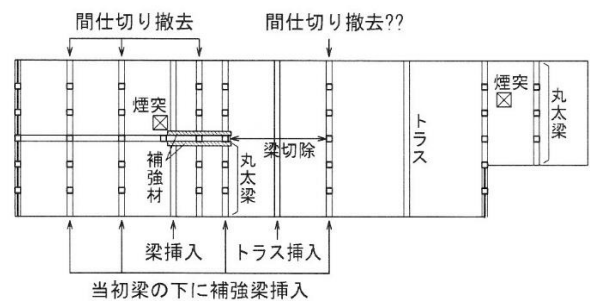 間仕切り撤去
間仕切り撤去??
煙突
煙突
丸太梁
トラス
梁切除
補強材
丸太梁
梁挿入
トラス挿入
当初梁の下に補強梁挿入